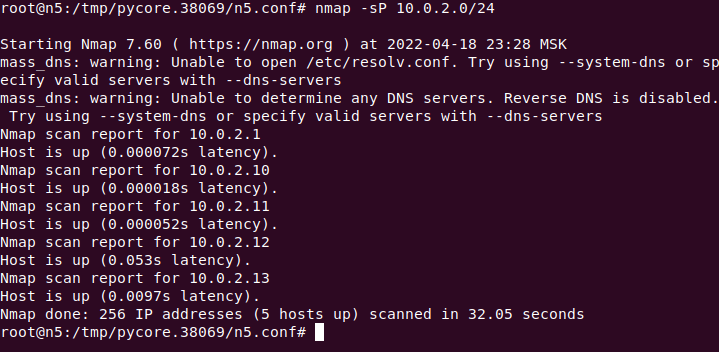 root@n5:/tmp/pycore.38069/n5.conf# nmap -sP 10.0.2.0/24
Starting Nmap 7.60 ( https://nmap.org ) at 2022-04-18 23:28 MSK
mass_dns: warning: Unable to open /etc/resolv.conf. Try using --system-dns or sp
ecify valid servers with --dns-servers
mass_dns: warning: Unable to determine any DNS servers. Reverse DNS is disabled.
 Try using --system-dns or specify valid servers with --dns-servers
Nmap scan report for 10.0.2.1
Host is up (0.000072s latency).
Nmap scan report for 10.0.2.10
Host is up (0.000018s latency).
Nmap scan report for 10.0.2.11
Host is up (0.000052s latency).
Nmap scan report for 10.0.2.12
Host is up (0.053s latency).
Nmap scan report for 10.0.2.13
Host is up (0.0097s latency).
Nmap done: 256 IP addresses (5 hosts up) scanned in 32.05 seconds
root@n5:/tmp/pycore.38069/n5.conf#